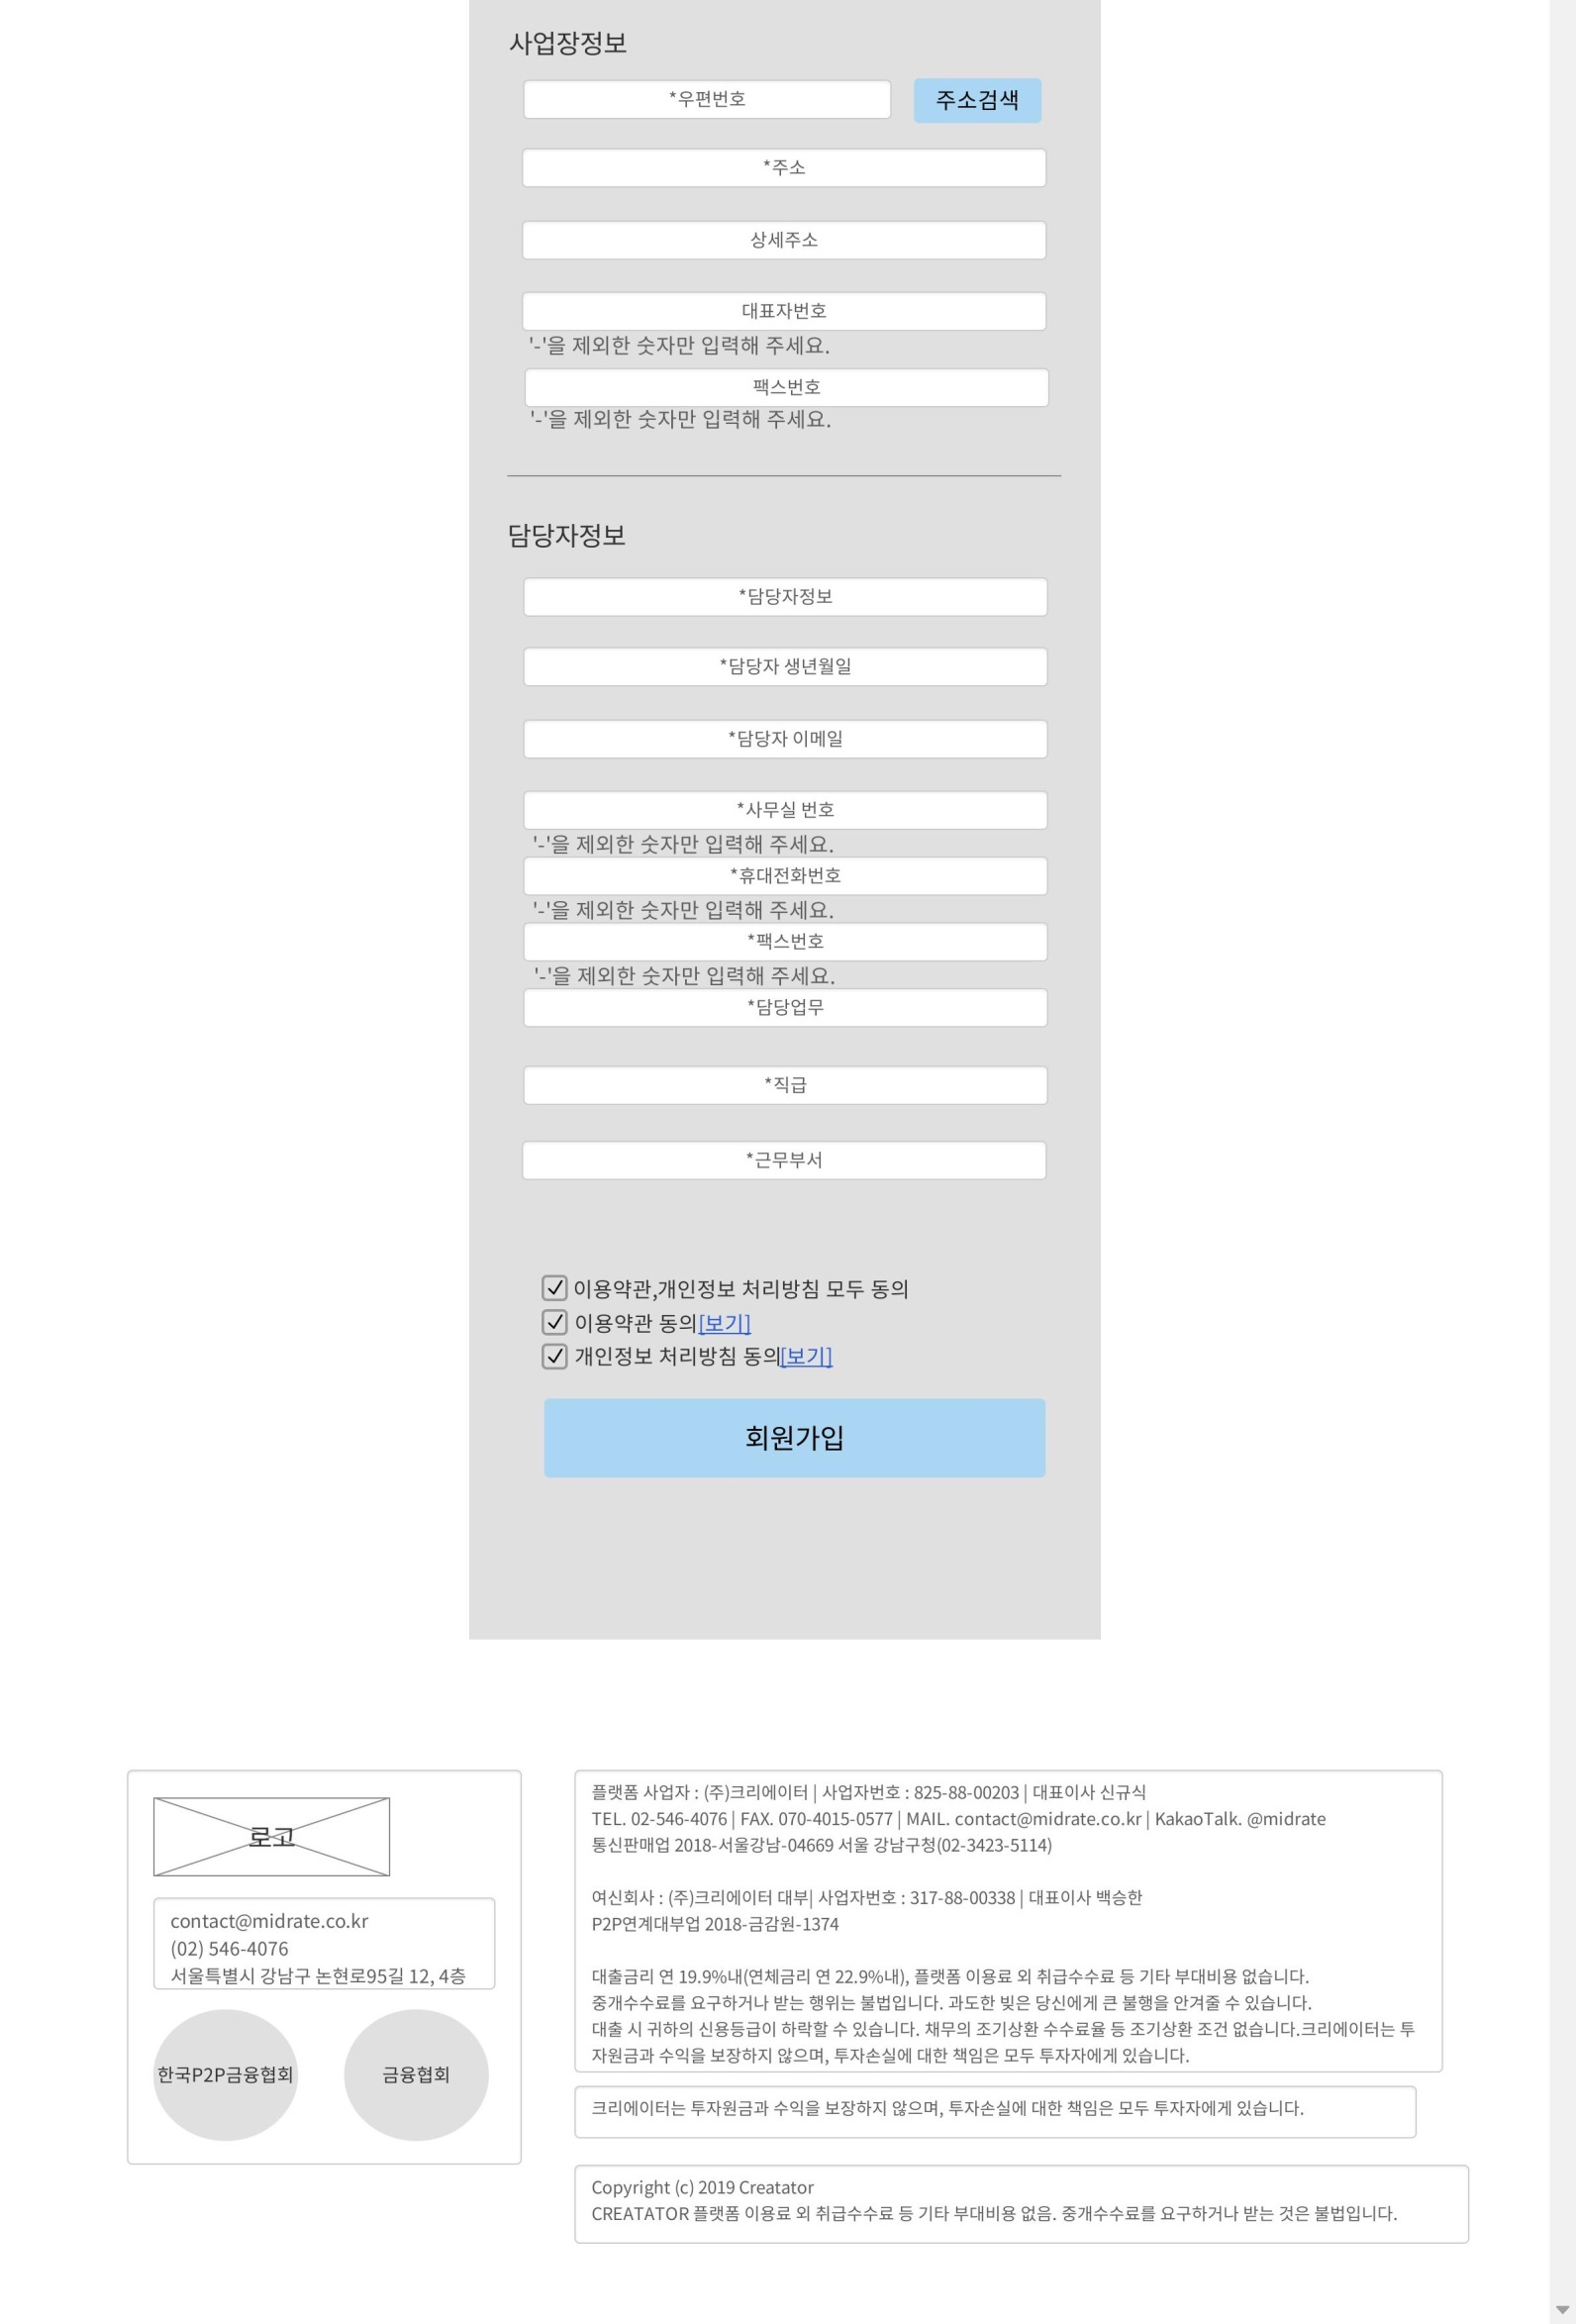 사업장정보
*우편번호
주소검색
*주소
상세주소
대표자번호
'-'을 제외한 숫자만 입력해 주세요.
팩스번호
'-'을 제외한 숫자만 입력해 주세요.
담당자정보
*담당자정보
*담당자 생년월일
*담당자 이메일
*사무실 번호
'-'을 제외한 숫자만 입력해 주세요.
*휴대전화번호
'-'을 제외한 숫자만 입력해 주세요.
*팩스번호
'-'을 제외한 숫자만 입력해 주세요.
*담당업무
*직급
*근무부서
이용약관,개인정보 처리방침 모두 동의
이용약관 동의[보기]
개인정보 처리방침 동의[보기]
회원가입
로고
contact@midrate.co.kr
(02) 546-4076
서울특별시 강남구 논현로95길 12, 4층
한국P2P금융협회
금융협회
플랫폼 사업자 : (주)크리에이터 | 사업자번호 : 825-88-00203 | 대표이사 신규식
TEL. 02-546-4076 | FAX. 070-4015-0577 | MAIL. contact@midrate.co.kr | KakaoTalk. @midrate
통신판매업 2018-서울강남-04669 서울 강남구청(02-3423-5114)
여신회사 : (주)크리에이터 대부| 사업자번호 : 317-88-00338 | 대표이사 백승한
P2P연계대부업 2018-금감원-1374
대출금리 연 19.9%내(연체금리 연 22.9%내), 플랫폼 이용료 외 취급수수료 등 기타 부대비용 없습니다.
중개수수료를 요구하거나 받는 행위는 불법입니다. 과도한 빚은 당신에게 큰 불행을 안겨줄 수 있습니다.
대출 시 귀하의 신용등급이 하락할 수 있습니다. 채무의 조기상환 수수료율 등 조기상환 조건 없습니다.크리에이터는 투
자원금과 수익을 보장하지 않으며, 투자손실에 대한 책임은 모두 투자자에게 있습니다.
크리에이터는 투자원금과 수익을 보장하지 않으며, 투자손실에 대한 책임은 모두 투자자에게 있습니다.
Copyright (c) 2019 Creatator
CREATATOR 플랫폼 이용료 외 취급수수료 등 기타 부대비용 없음. 중개수수료를 요구하거나 받는 것은 불법입니다.